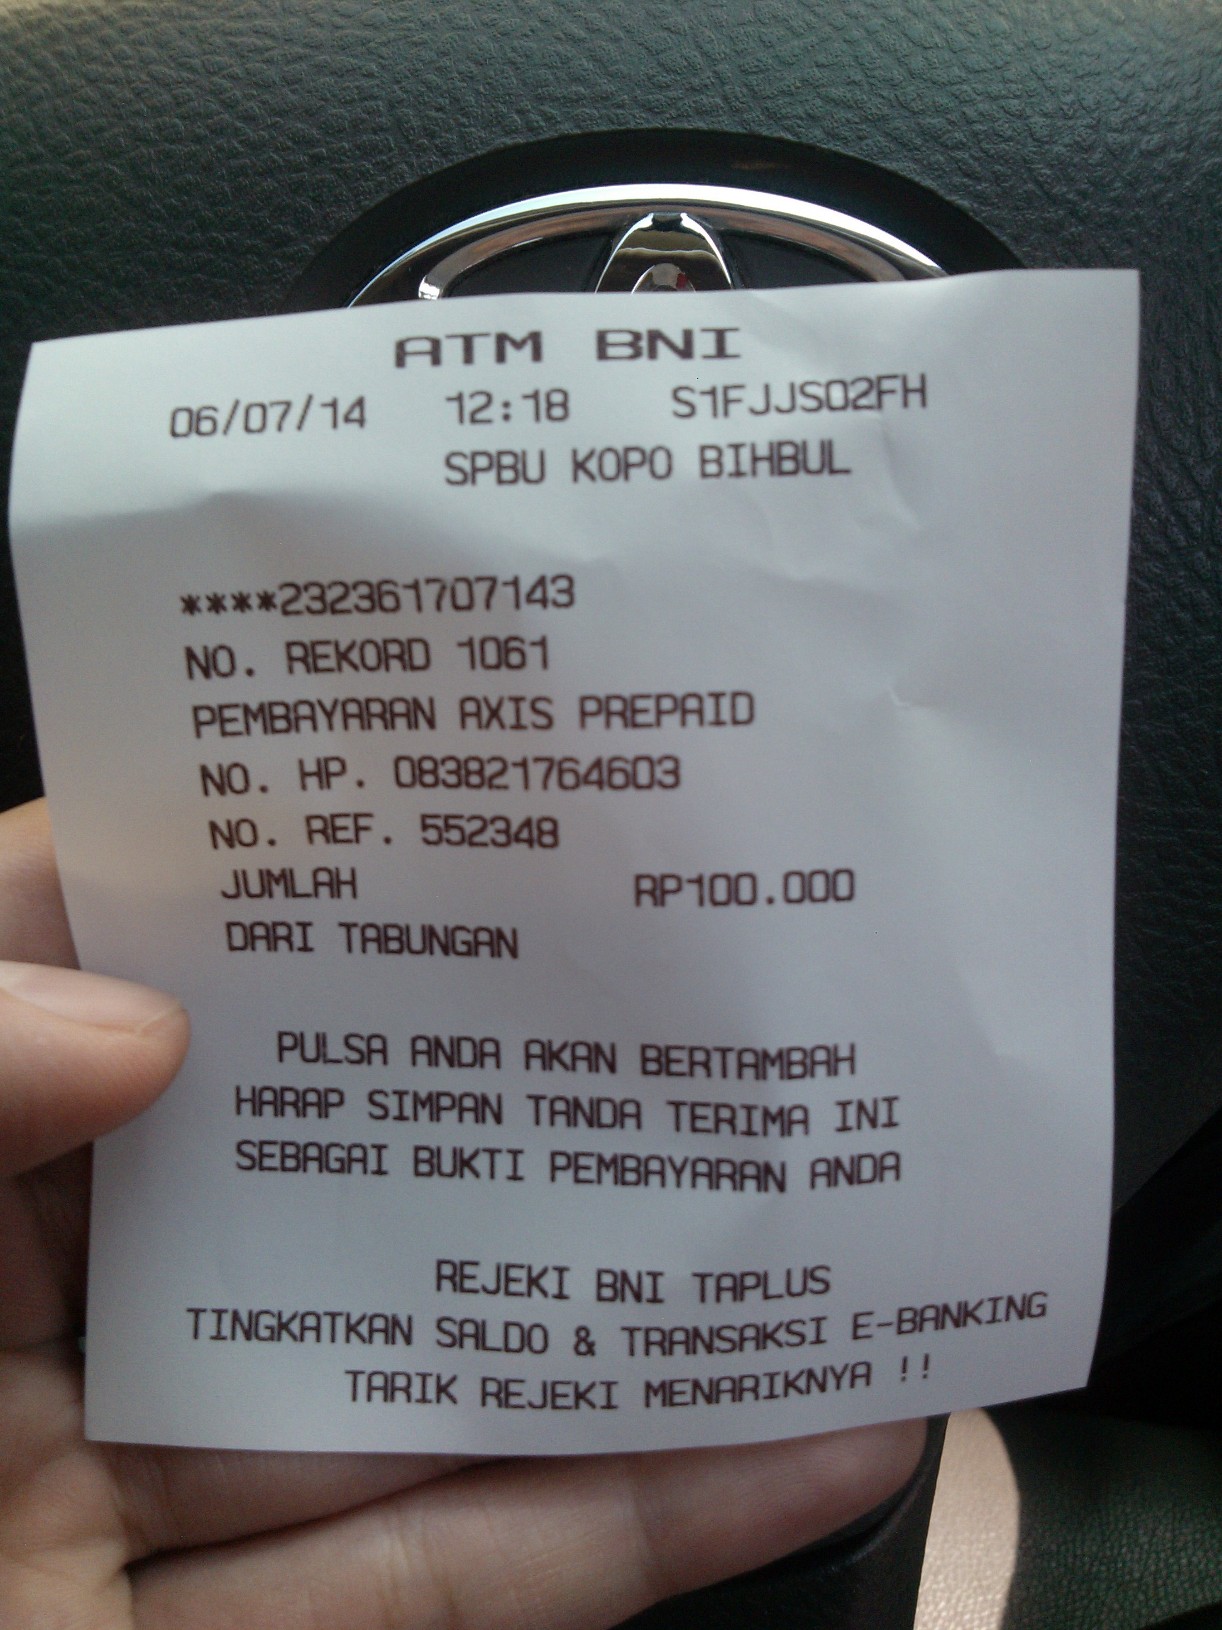 ATM BNI
06/07/14 12:18 S1FJJS02FH
SPBU KOPO BIHBUL
****232361707143
NO. REKORD 1061
PEMBAYARAN AXIS PREPAID
NO. HP. 083821764603
NO. REF. 552348
JUMLAH RP100.000
DARI TABUNGAN
PULSA ANDA AKAN BERTAMBAH
HARAP SIMPAN TANDA TERIMA INI
SEBAGAI BUKTI PEMBAYARAN ANDA
REJEKI BNI TAPLUS
TINGKATKAN SALDO & TRANSAKSI E-BANKING
TARIK REJEKI MENARIKNYA !!